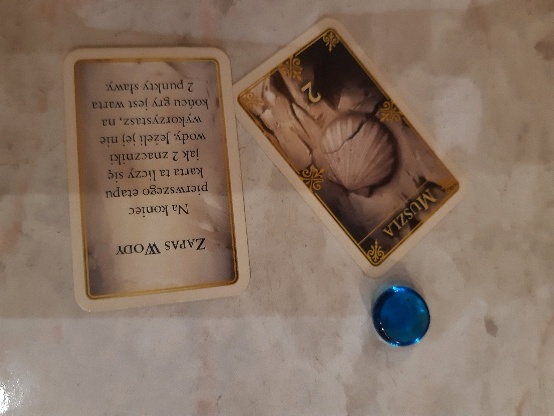 ZAPAS WODY
Na koniec
pierwszego etapu
karta ta liczy się
jak 2 znaczniki
wody. Jeżeli jej nie
wykorzystasz, na
końcu gry jest warta
2 punkty sławy.
MUSZLA
2